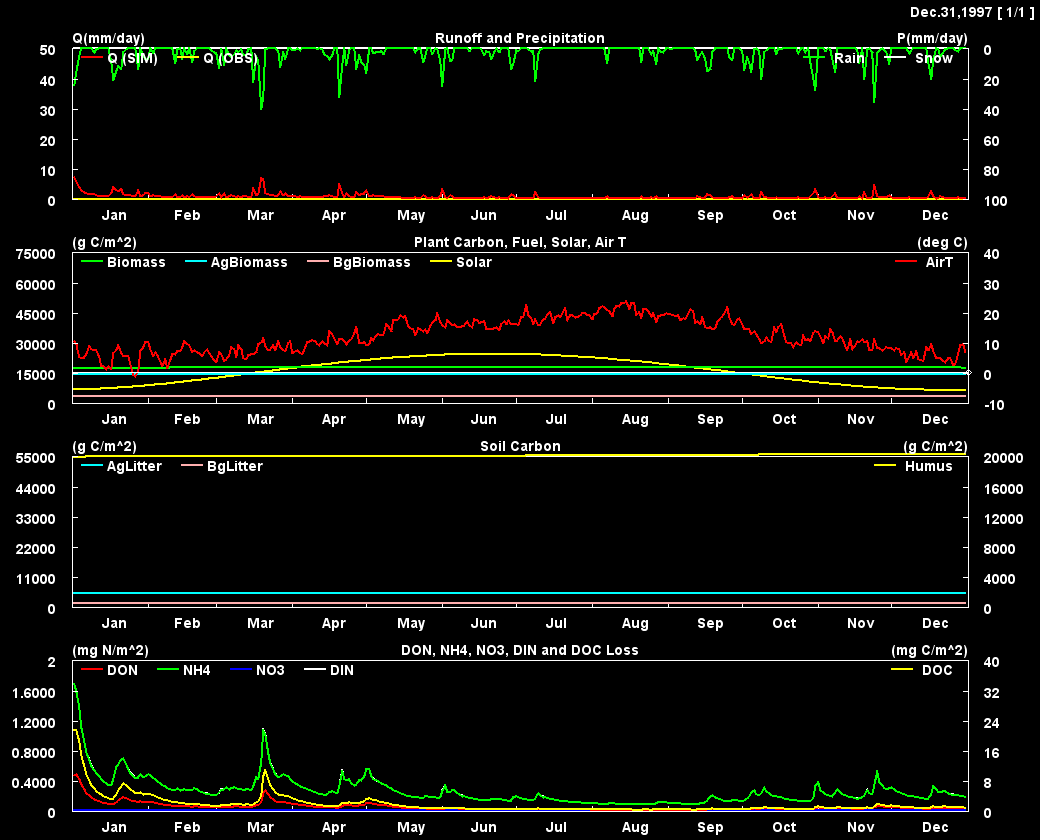 Dec.31,1997 [ 1/1 ]
Q(mm/day) Runoff and Precipitation P(mm/day)
50 Q (SIM) Q (OBS) Rain Snow 0
40 20
30 40
20 60
10 80
0 100
Jan Feb Mar Apr May Jun Jul Aug Sep Oct Nov Dec
(g C/m^2) Plant Carbon, Fuel, Solar, Air T (deg C)
75000 Biomass AgBiomass BgBiomass Solar AirT 40
60000 30
45000 20
30000 10
15000 0
0 -10
Jan Feb Mar Apr May Jun Jul Aug Sep Oct Nov Dec
(g C/m^2) Soil Carbon (g C/m^2)
55000 AgLitter BgLitter Humus 20000
44000 16000
33000 12000
22000 8000
11000 4000
0 0
Jan Feb Mar Apr May Jun Jul Aug Sep Oct Nov Dec
(mg N/m^2) DON, NH4, NO3, DIN and DOC Loss (mg C/m^2)
2 DON NH4 NO3 DIN DOC 40
1.6000 32
1.2000 24
0.8000 16
0.4000 8
0 0
Jan Feb Mar Apr May Jun Jul Aug Sep Oct Nov Dec